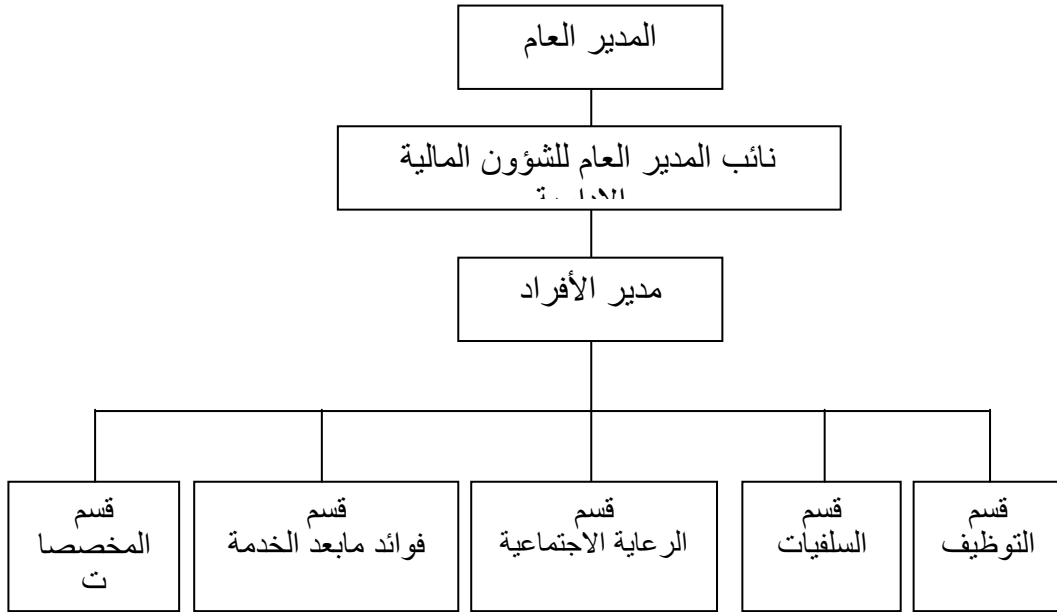 المدير العام
نائب المدير العام للشؤون المالية
مدير الأفراد
قسم
التوظيف
قسم
السلفيات
قسم
الرعاية الاجتماعية
قسم
فوائد مابعد الخدمة
قسم
المخصصا
ت